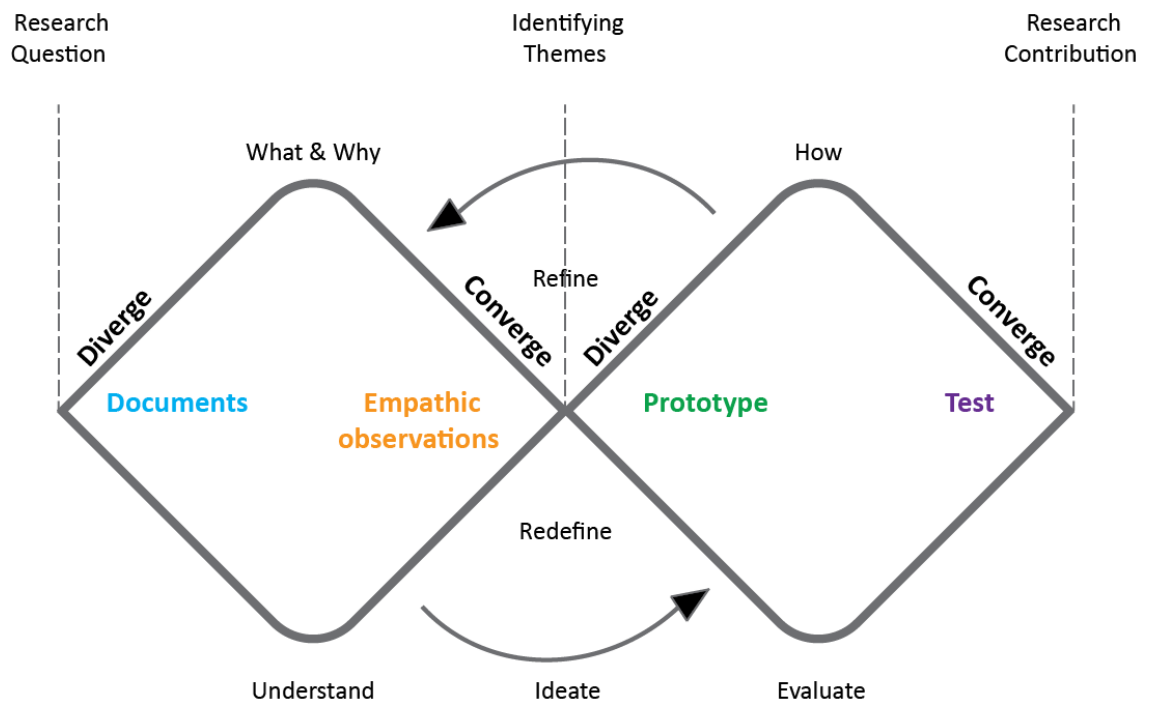 Research
Question
Identifying
Themes
Research
Contribution
What & Why
How
Refine
Diverge
Converge
Diverge
Converge
Documents
Empathic
observations
Prototype
Test
Redefine
Understand
Ideate
Evaluate